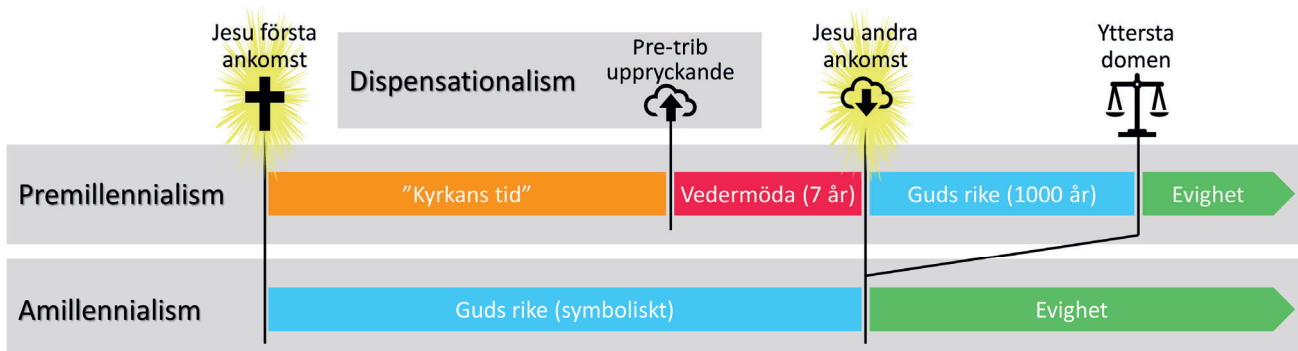 Jesu första
ankomst
Dispensationalism
Pre-trib
uppryckande
Jesu andra
ankomst
Yttersta
domen
Premillennialism
”Kyrkans tid”
Vedermöda (7 år)
Guds rike (1000 år)
Evighet
Amillennialism
Guds rike (symboliskt)
Evighet